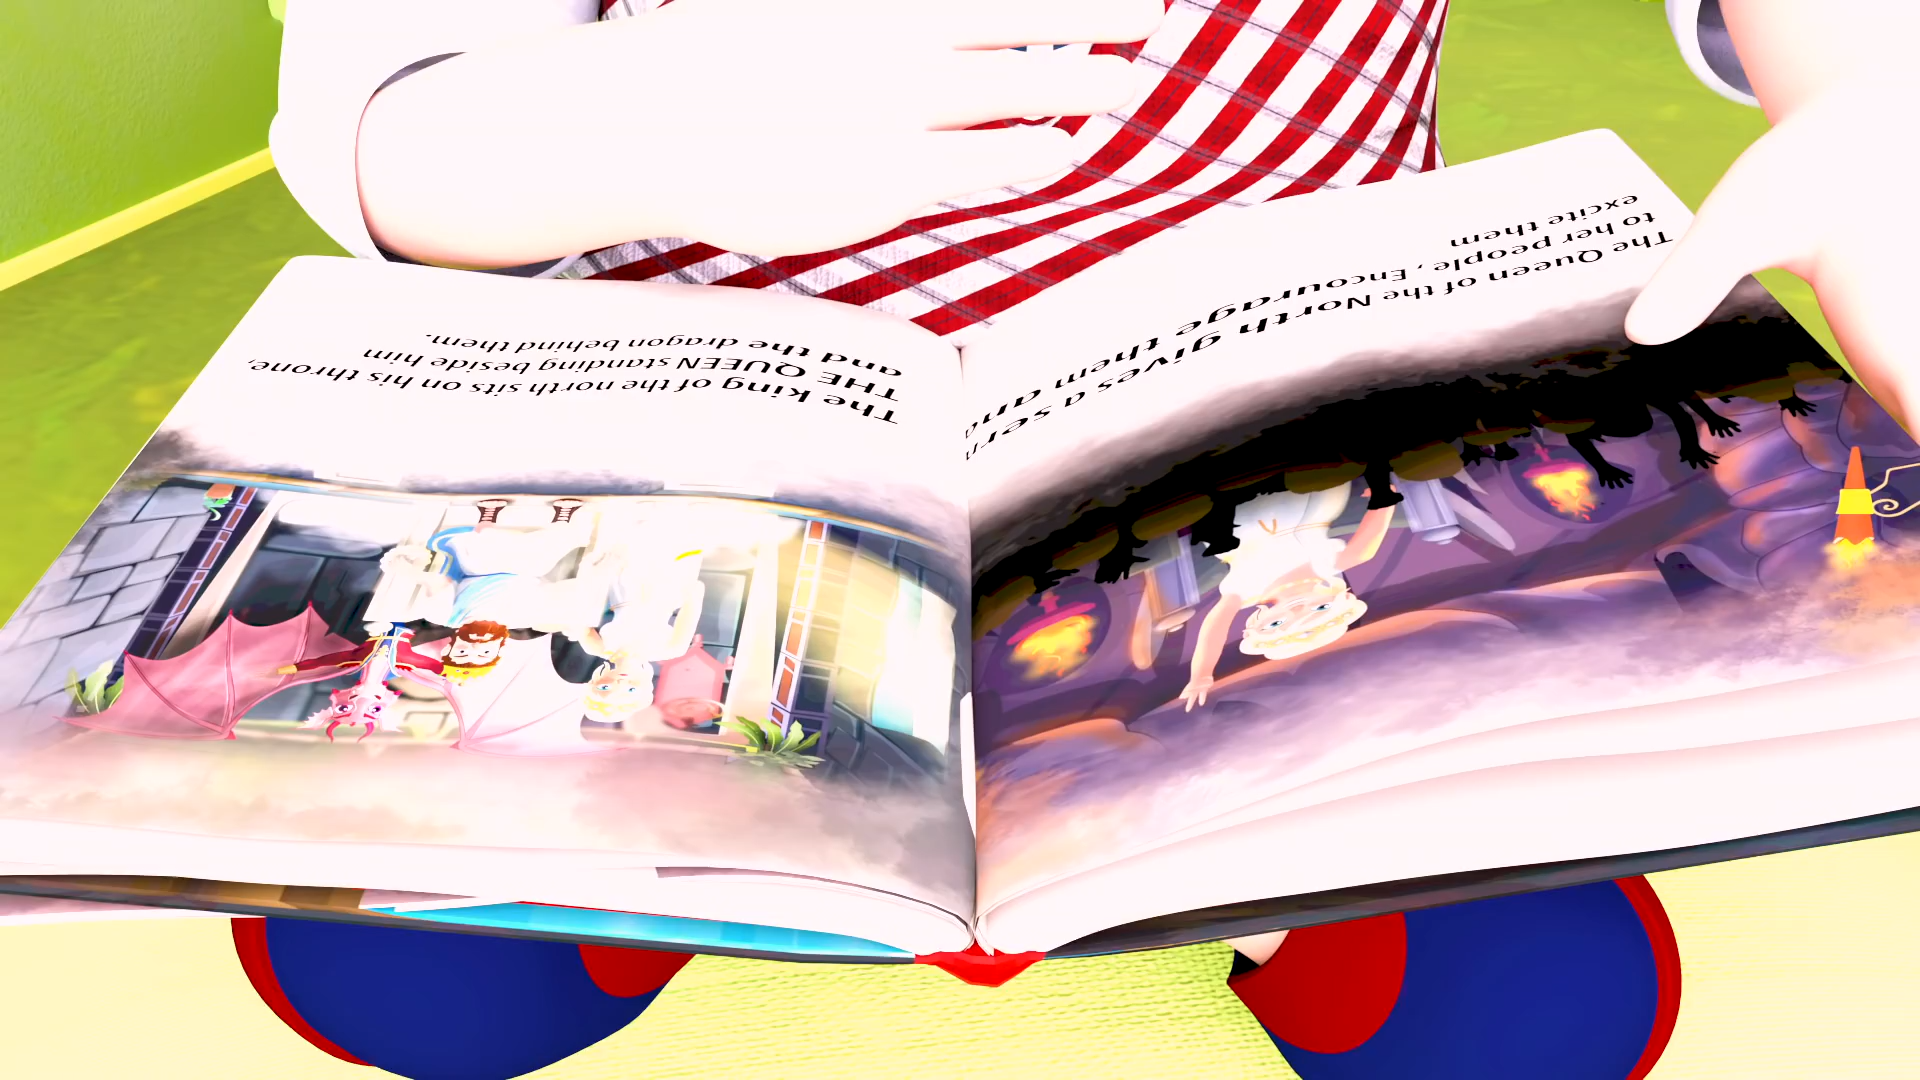 The Queen of the North gives a
to her people, Encourage them and
excite them
The king of the north sits on his throne,
THE QUEEN standing beside him
and the dragon behind them.